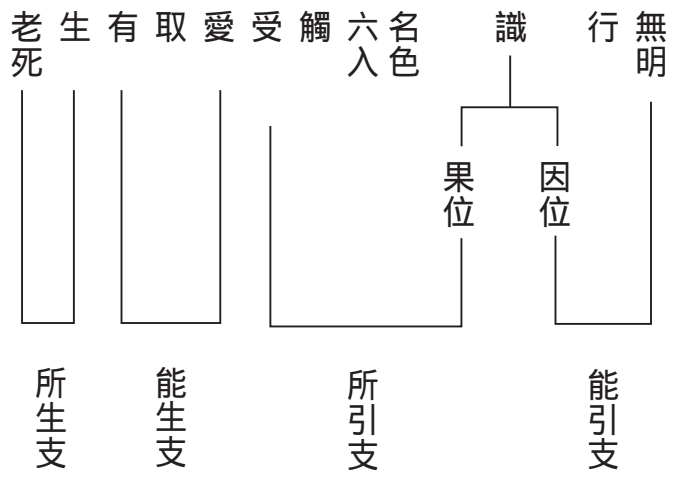 無明
行
識
名色
六入
觸
受
愛
取
有
生
老死
因位
果位
能引支
所引支
能生支
所生支